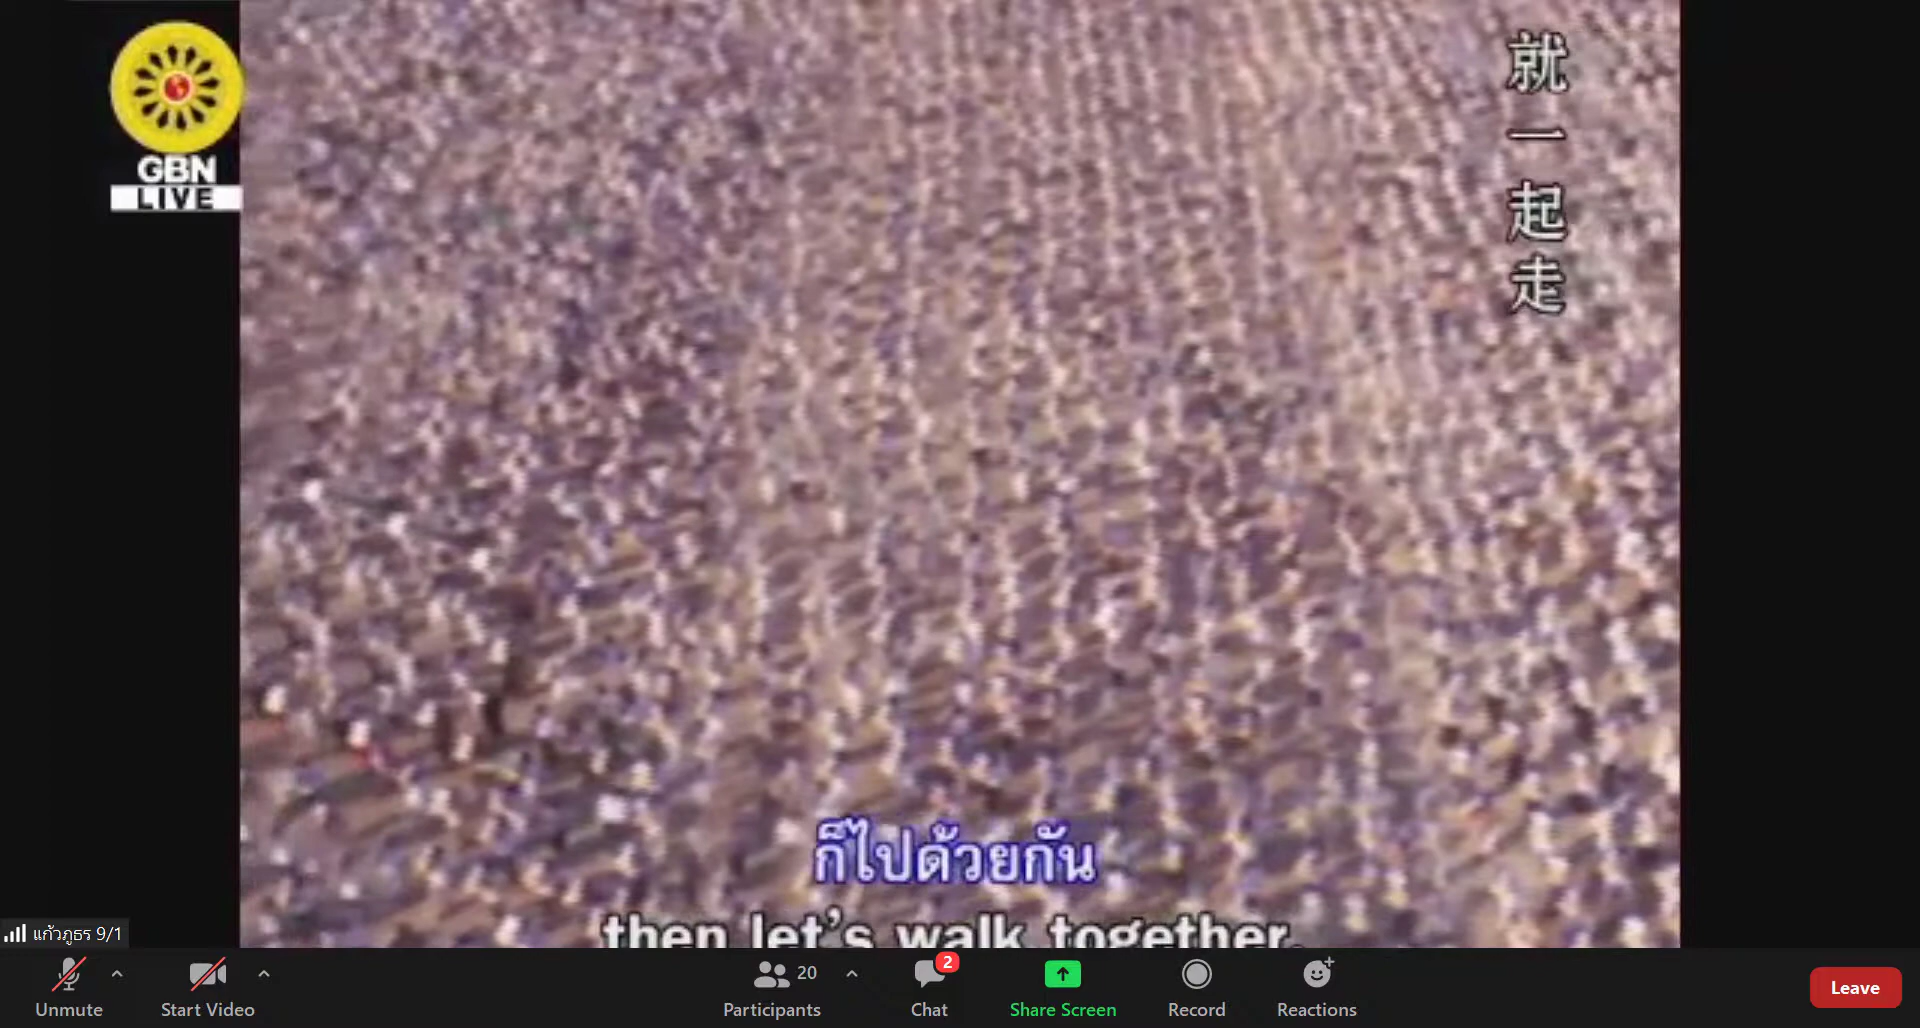 GBN
LIVE
就一起走
ก็ไปด้วยกัน
then let's walk together.
แก้วภูธร 9/1
Unmute
Start Video
20
Participants
2
Chat
Share Screen
Record
Reactions
Leave